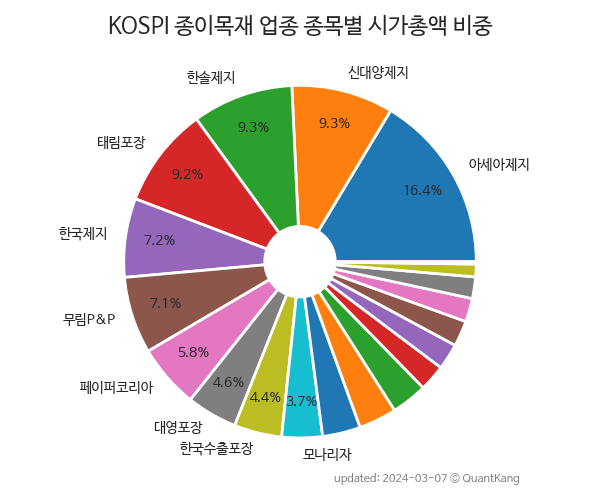 KOSPI 종이목재 업종 종목별 시가총액 비중
신대양제지
한솔제지
9.3%
9.3%
태림포장
아세아제지
9.2%
16.4%
한국제지
7.2%
7.1%
무림P&P
5.8%
페이퍼코리아
4.6%
4.4%
3.7%
대영포장
한국수출포장
모나리자
updated: 2024-03-07 ⓒ QuantKang